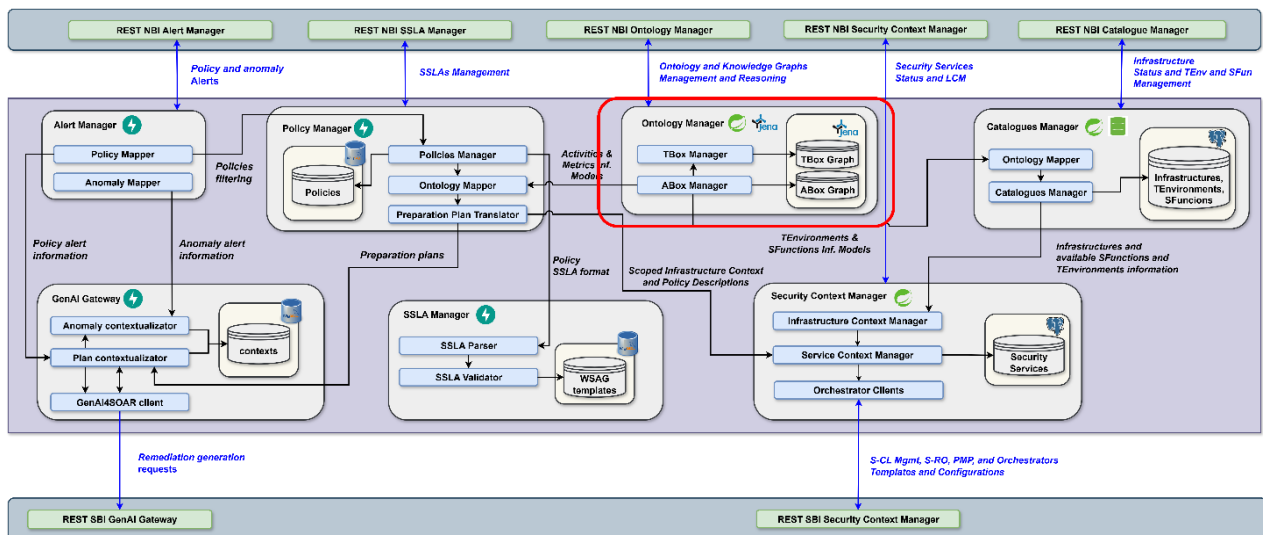 REST NBI Alert Manager
REST NBI SSLA Manager
REST NBI Ontology Manager
REST NBI Security Context Manager
REST NBI Catalogue Manager
Policy and anomaly
Alerts
SSLAs Management
Ontology and Knowledge Graphs
Management and Reasoning
Security Services
Status and LCM
Infrastructure
Status and TEnv and SFun
Management
Alert Manager
Policy Mapper
Anomaly Mapper
Policies
filtering
Policy Manager
Policies
Policies Manager
Ontology Mapper
Preparation Plan Translator
Activities &
Metrics Inf.
Models
Ontology Manager
jena
jena
TBox Manager
ABox Manager
TBox Graph
ABox Graph
Catalogues Manager
Ontology Mapper
Catalogues Manager
Infrastructures,
TEnvironments,
SFuncions
Policy alert
information
Anomaly alert
information
Preparation plans
Policy
SSLA format
TEnvironments &
SFunctions Inf. Models
Scoped Infrastructure Context
and Policy Descriptions
Infrastructures and
available SFunctions and
TEnvironments information
GenAI Gateway
Anomaly contextualizator
Plan contextualizator
GenAI4SOAR client
contexts
SSLA Manager
SSLA Parser
SSLA Validator
WSAG
templates
Security Context Manager
Infrastructure Context Manager
Service Context Manager
Orchestrator Clients
Security
Services
Remediation generation
requests
S-CL Mgmt, S-RO, PMP, and Orchestrators
Templates and Configurations
REST SBI GenAI Gateway
REST SBI Security Context Manager